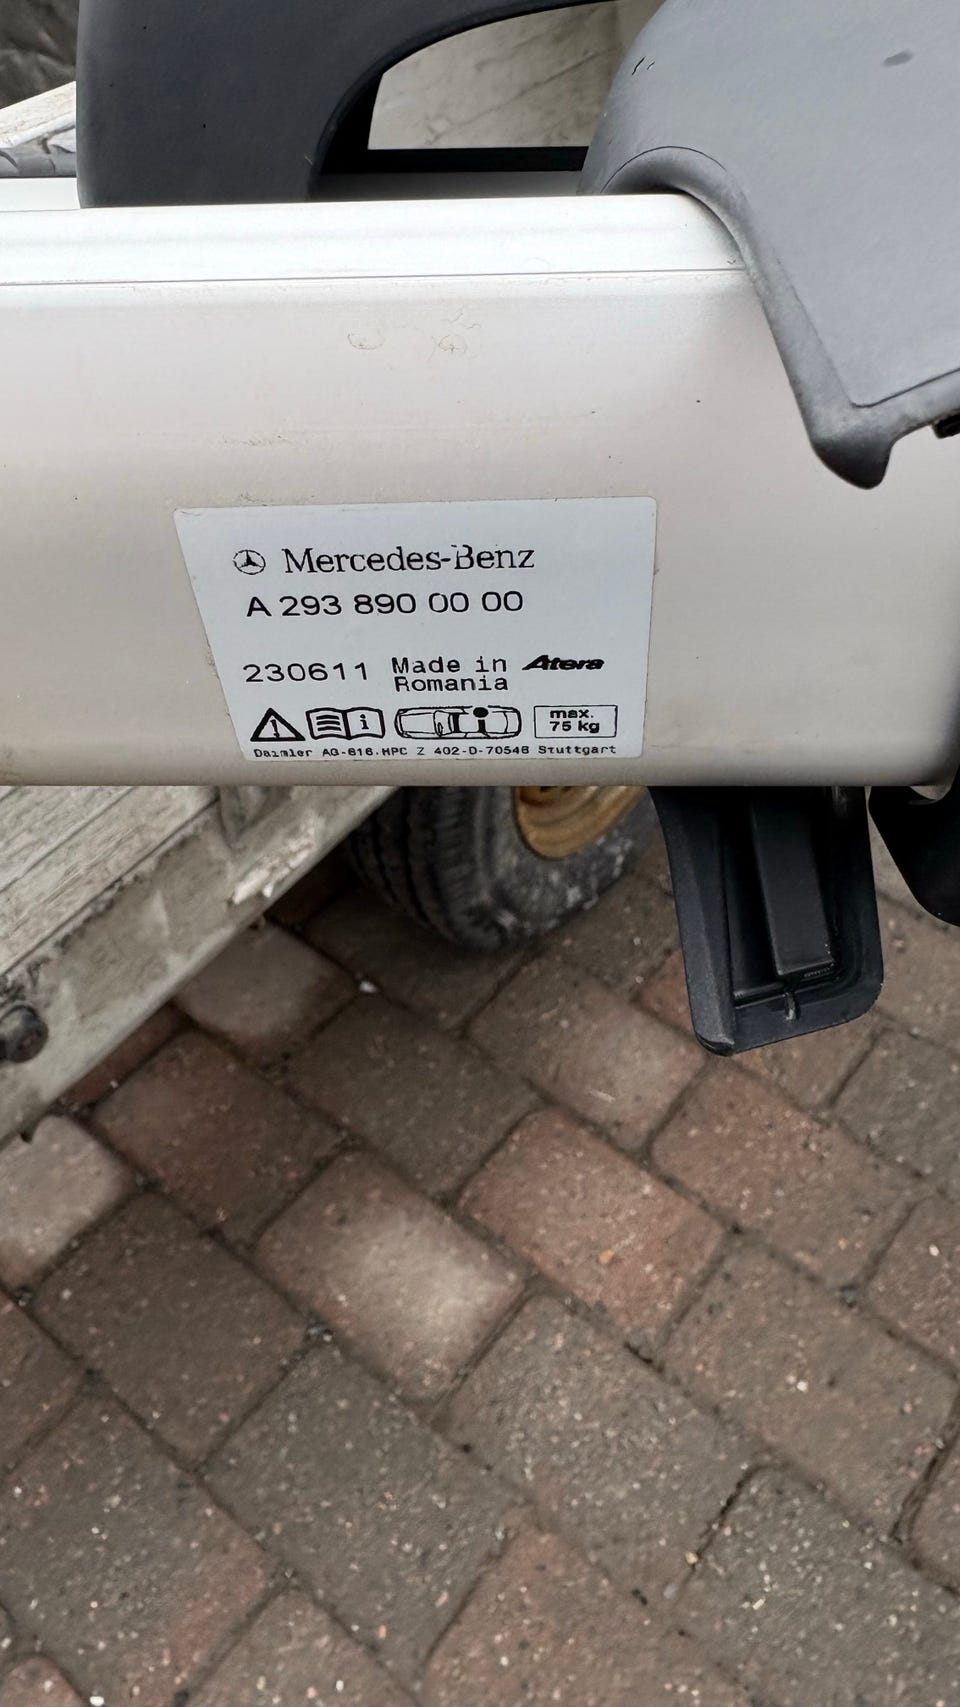 Mercedes-Benz
A 293 890 00 00
230611 Made in Atera
Romania
max.
75 kg
Daimler AG-616.HPC Z 402-D-70546 Stuttgart